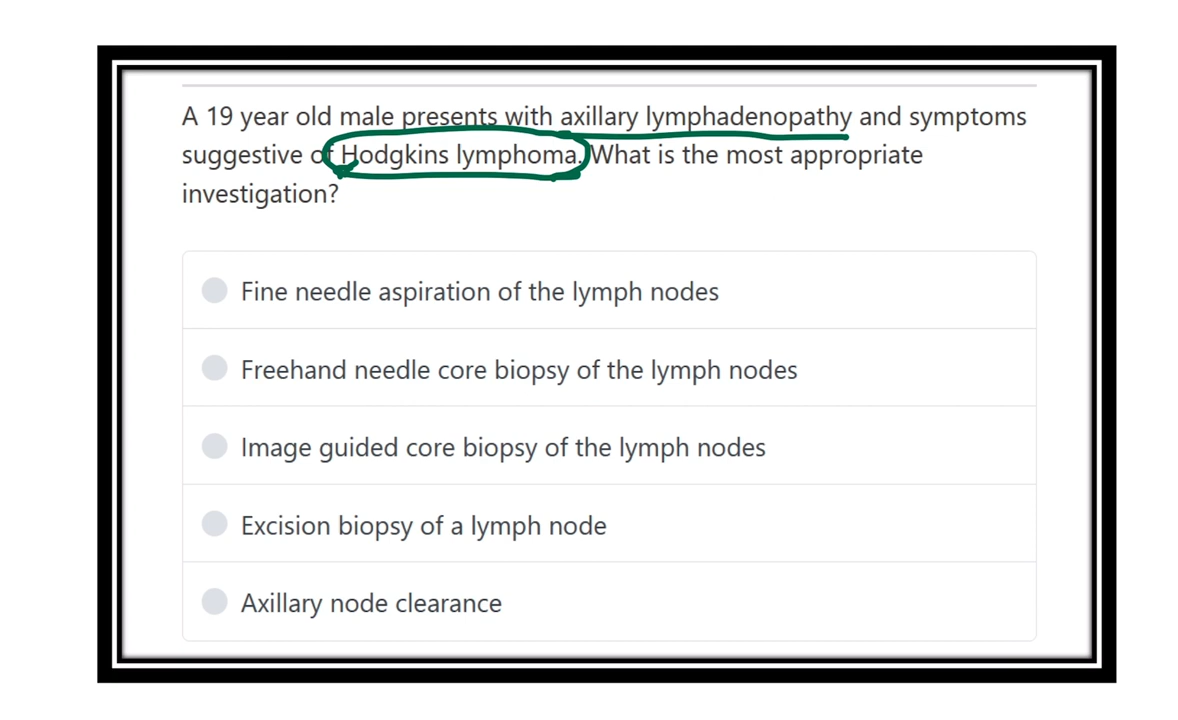 A 19 year old male presents with axillary lymphadenopathy and symptoms
suggestive of Hodgkins lymphoma. What is the most appropriate
investigation?
Fine needle aspiration of the lymph nodes
Freehand needle core biopsy of the lymph nodes
Image guided core biopsy of the lymph nodes
Excision biopsy of a lymph node
Axillary node clearance